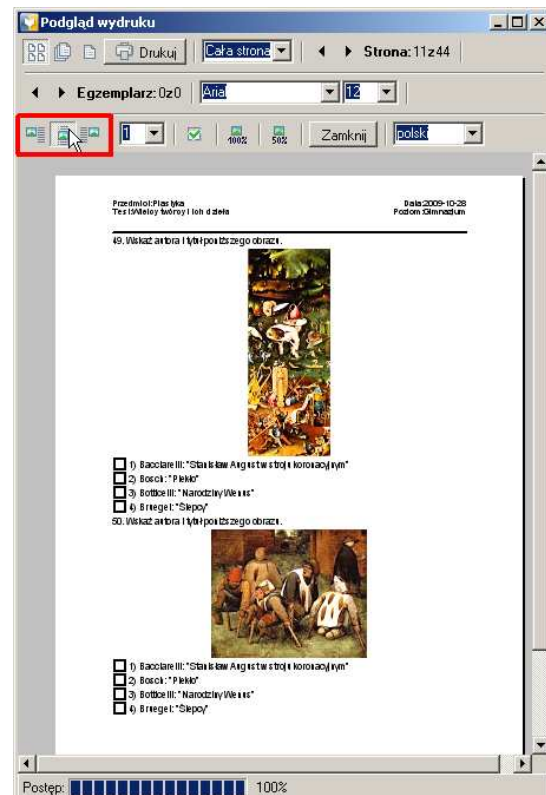 Podgląd wydruku
Drukuj Cała strona Strona: 11z44
Egzemplarz: 0z0 Arial 12
1 100% 50% Zamknij polski
Przedmiot:Plastyka Data:2009-10-28
Test:Wielcy twórcy i ich dzieła Poziom:Gimnazjum
49. Wskaż autora i tytuł poniższego obrazu.
1) Bacciarelli: "Stanisław August w stroju koronacyjnym"
2) Bosch: "Piekło"
3) Botticelli: "Narodziny Wenus"
4) Bruegel: "Ślepcy"
50. Wskaż autora i tytuł poniższego obrazu.
1) Bacciarelli: "Stanisław August w stroju koronacyjnym"
2) Bosch: "Piekło"
3) Botticelli: "Narodziny Wenus"
4) Bruegel: "Ślepcy"
Postęp: 100%